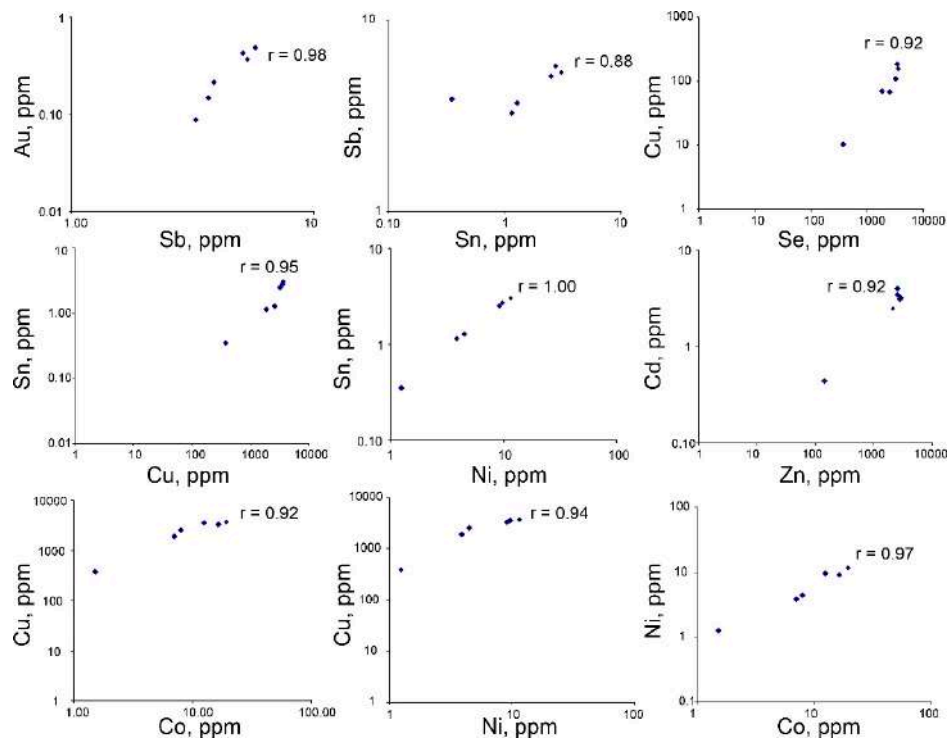 1
0.10
0.01
Au, ppm
r = 0.98
1.00
10
Sb, ppm
10
1
Sb, ppm
r = 0.88
0.10
1
10
Sn, ppm
1000
100
10
1
Cu, ppm
r = 0.92
1
10
100
1000
10000
Se, ppm
10
1.00
0.10
0.01
Sn, ppm
r = 0.95
1
10
100
1000
10000
Cu, ppm
10
1
0.10
Sn, ppm
r = 1.00
1
10
100
Ni, ppm
10
1
0.10
Cd, ppm
r = 0.92
1
10
100
1000
10000
Zn, ppm
10000
1000
100
10
1
Cu, ppm
r = 0.92
1.00
10.00
100.00
Co, ppm
10000
1000
100
10
1
Cu, ppm
r = 0.94
1
10
100
Ni, ppm
100
10
1
0.1
Ni, ppm
r = 0.97
1
10
100
Co, ppm